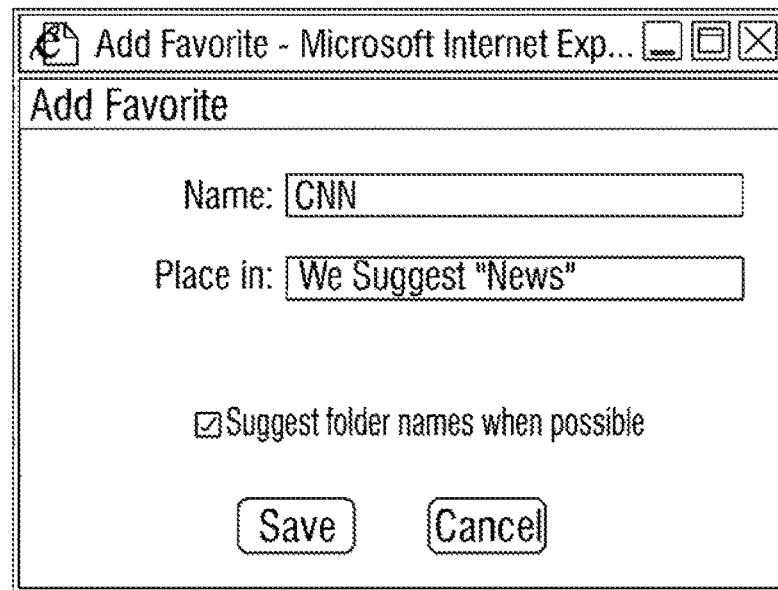 Add Favorite - Microsoft Internet Exp...
Add Favorite
Name: CNN
Place in: We Suggest "News"
Suggest folder names when possible
Save Cancel